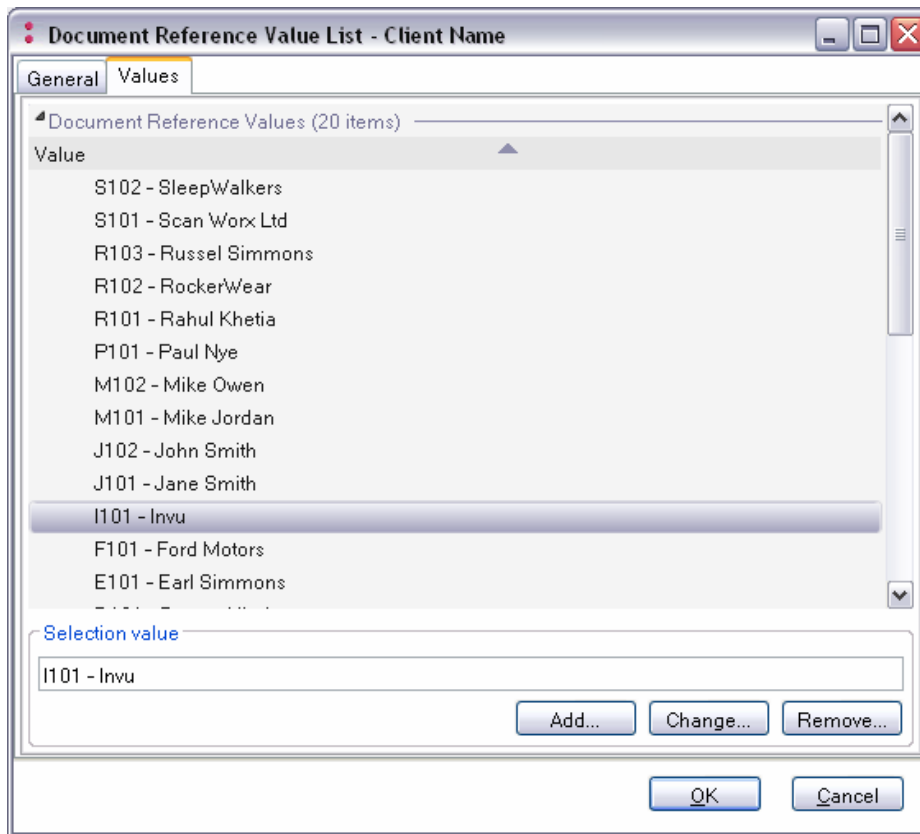 Document Reference Value List - Client Name
General Values
Document Reference Values (20 items)
Value
S102 - SleepWalkers
S101 - Scan Worx Ltd
R103 - Russel Simmons
R102 - RockerWear
R101 - Rahul Khetia
P101 - Paul Nye
M102 - Mike Owen
M101 - Mike Jordan
J102 - John Smith
J101 - Jane Smith
I101 - Invu
F101 - Ford Motors
E101 - Earl Simmons
Selection value
I101 - Invu
Add... Change... Remove...
OK Cancel